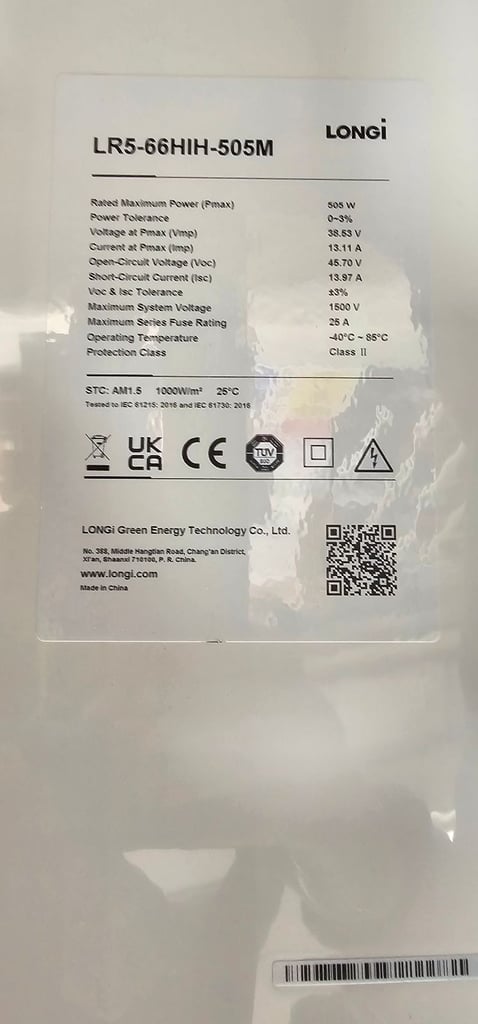 LONGi
LR5-66HIH-505M
Rated Maximum Power (Pmax) 505 W
Power Tolerance 0~3%
Voltage at Pmax (Vmp) 38.53 V
Current at Pmax (Imp) 13.11 A
Open-Circuit Voltage (Voc) 45.70 V
Short-Circuit Current (Isc) 13.97 A
Voc & Isc Tolerance ±3%
Maximum System Voltage 1500 V
Maximum Series Fuse Rating 25 A
Operating Temperature -40°C ~ 85°C
Protection Class Class II
STC: AM1.5 1000W/m² 25°C
Tested to IEC 61215: 2016 and IEC 61730: 2016
UK
CA CE TÜV
SÜD
LONGi Green Energy Technology Co., Ltd.
No. 388, Middle Hangtian Road, Chang'an District,
Xi'an, Shaanxi 710100, P. R. China.
www.longi.com
Made in China